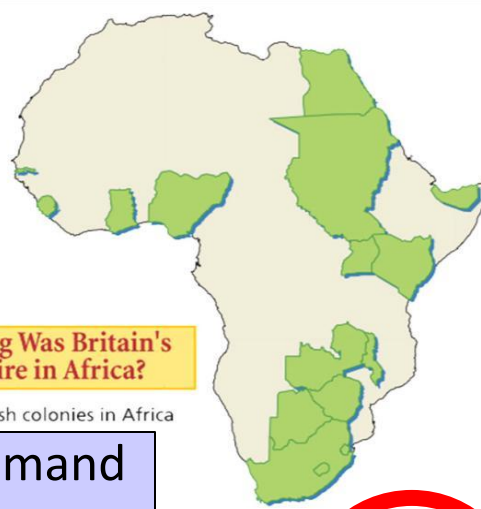 g Was Britain's
ire in Africa?
sh colonies in Africa
mand